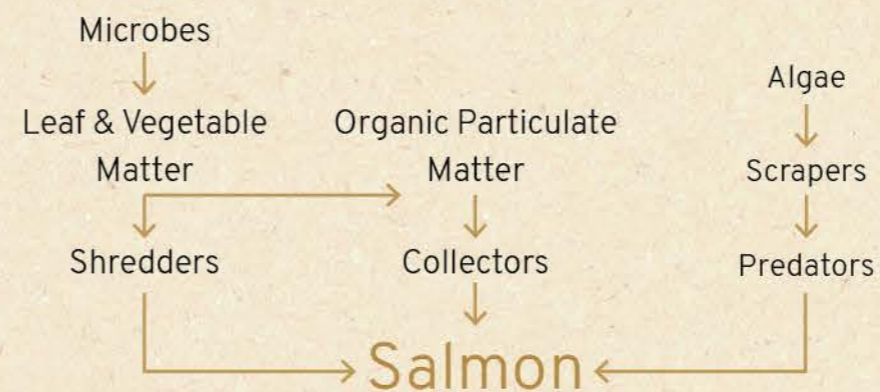 Microbes
Leaf & Vegetable
Matter
Shredders
Organic Particulate
Matter
Collectors
Algae
Scrapers
Predators
Salmon